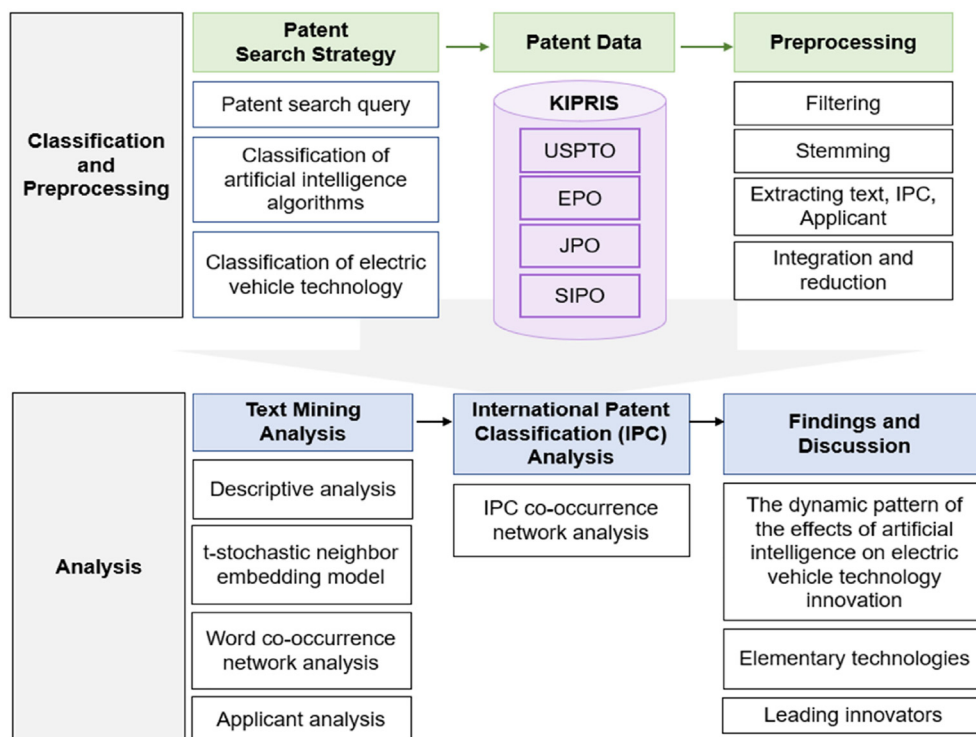 Classification
and
Preprocessing
Patent
Search Strategy
Patent search query
Classification of
artificial intelligence
algorithms
Classification of electric
vehicle technology
Patent Data
KIPRIS
USPTO
EPO
JPO
SIPO
Preprocessing
Filtering
Stemming
Extracting text, IPC,
Applicant
Integration and
reduction
Analysis
Text Mining
Analysis
Descriptive analysis
t-stochastic neighbor
embedding model
Word co-occurrence
network analysis
Applicant analysis
International Patent
Classification (IPC)
Analysis
IPC co-occurrence
network analysis
Findings and
Discussion
The dynamic pattern of
the effects of artificial
intelligence on electric
vehicle technology
innovation
Elementary technologies
Leading innovators